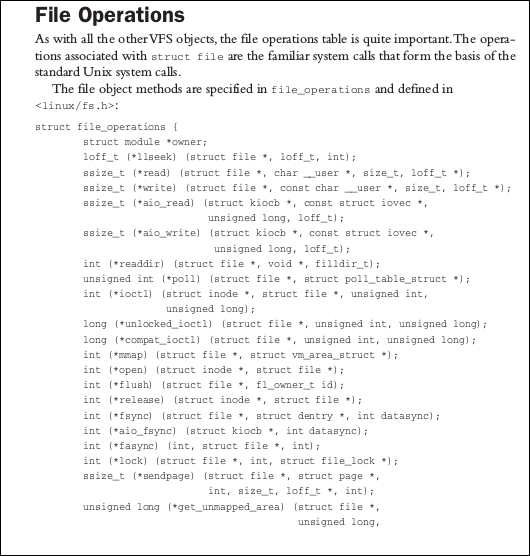 File Operations
As with all the other VFS objects, the file operations table is quite important. The opera-
tions associated with struct file are the familiar system calls that form the basis of the
standard Unix system calls.
The file object methods are specified in file_operations and defined in
<linux/fs.h>:
struct file_operations {
struct module *owner;
loff_t (*llseek) (struct file *, loff_t, int);
ssize_t (*read) (struct file *, char __user *, size_t, loff_t *);
ssize_t (*write) (struct file *, const char __user *, size_t, loff_t *);
ssize_t (*aio_read) (struct kiocb *, const struct iovec *,
unsigned long, loff_t);
ssize_t (*aio_write) (struct kiocb *, const struct iovec *,
unsigned long, loff_t);
int (*readdir) (struct file *, void *, filldir_t);
unsigned int (*poll) (struct file *, struct poll_table_struct *);
int (*ioctl) (struct inode *, struct file *, unsigned int,
unsigned long);
long (*unlocked_ioctl) (struct file *, unsigned int, unsigned long);
long (*compat_ioctl) (struct file *, unsigned int, unsigned long);
int (*mmap) (struct file *, struct vm_area_struct *);
int (*open) (struct inode *, struct file *);
int (*flush) (struct file *, fl_owner_t id);
int (*release) (struct inode *, struct file *);
int (*fsync) (struct file *, struct dentry *, int datasync);
int (*aio_fsync) (struct kiocb *, int datasync);
int (*fasync) (int, struct file *, int);
int (*lock) (struct file *, int, struct file_lock *);
ssize_t (*sendpage) (struct file *, struct page *,
int, size_t, loff_t *, int);
unsigned long (*get_unmapped_area) (struct file *,
unsigned long,